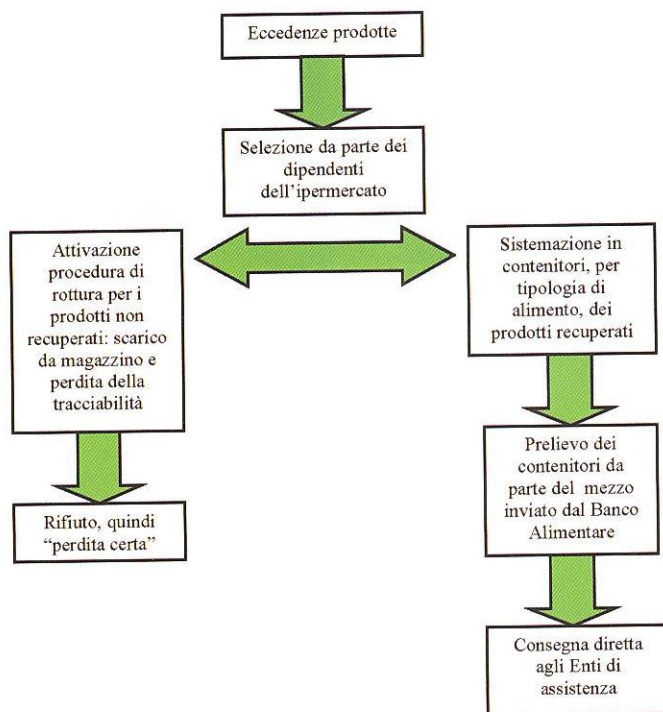 Eccedenze prodotte
Selezione da parte dei
dipendenti
dell’ipermercato
Attivazione
procedura di
rottura per i
prodotti non
recuperati: scarico
da magazzino e
perdita della
tracciabilità
Rifiuto, quindi
“perdita certa”
Sistemazione in
contenitori, per
tipologia di
alimento, dei
prodotti recuperati
Prelievo dei
contenitori da
parte del mezzo
inviato dal Banco
Alimentare
Consegna diretta
agli Enti di
assistenza